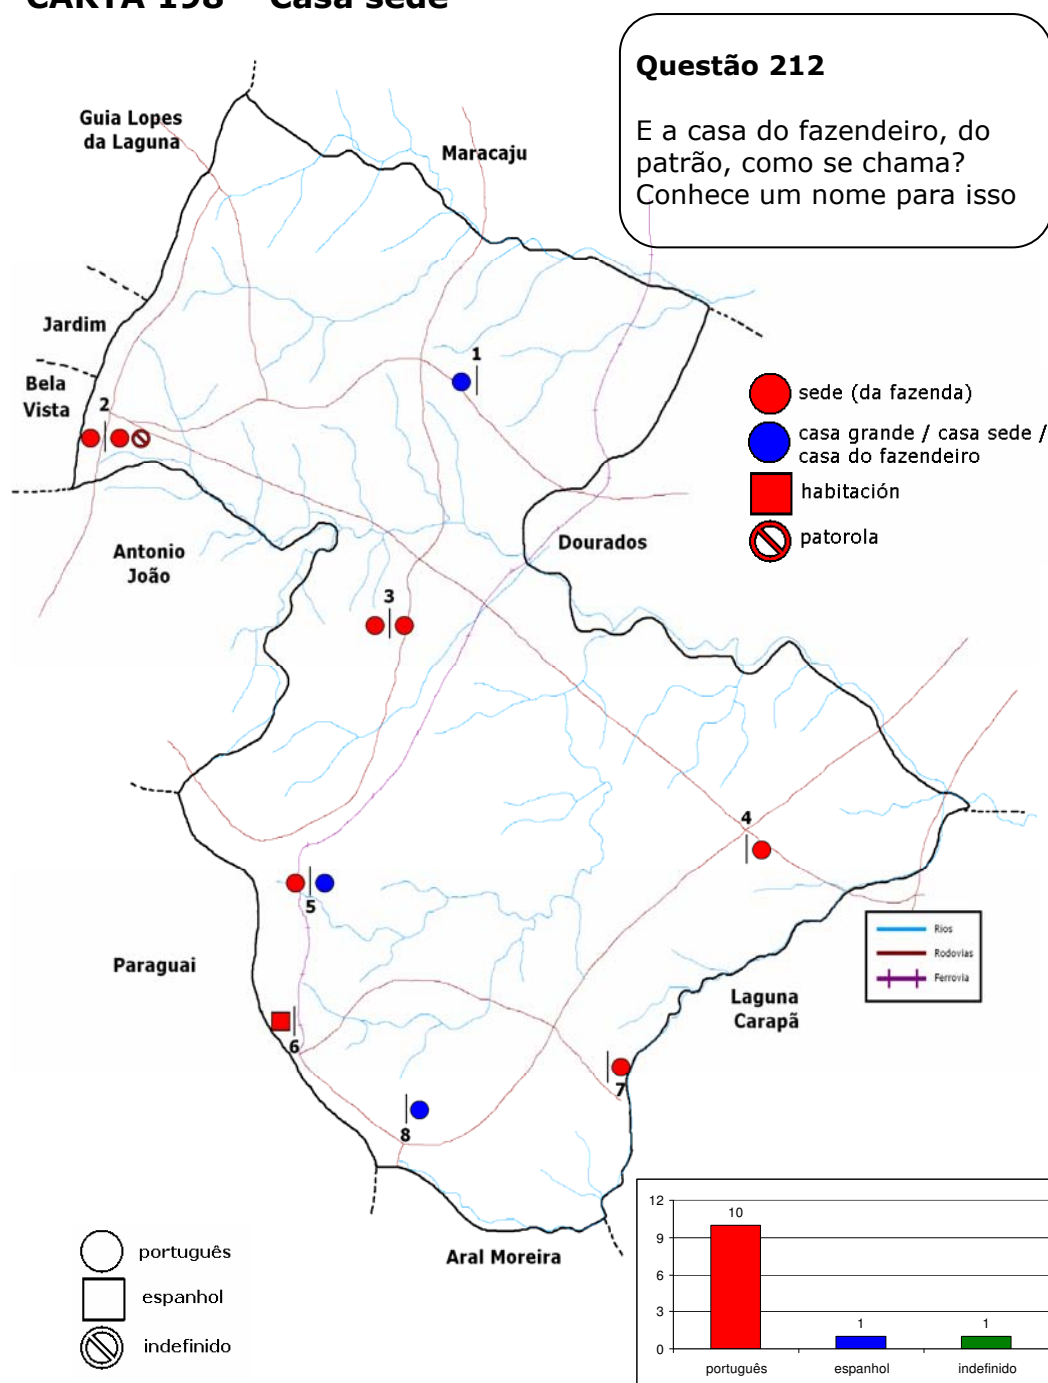 CARTA 198 Casa sede
Questão 212
E a casa do fazendeiro, do
patrão, como se chama?
Conhece um nome para isso
Guia Lopes
da Laguna
Maracaju
Jardim
Bela
Vista
1
2
sede (da fazenda)
casa grande / casa sede /
casa do fazendeiro
habitación
patorola
Antonio
João
Dourados
3
4
5
Rios
Rodovias
Ferrovia
Paraguai
Laguna
Carapã
6
7
8
Aral Moreira
português
espanhol
indefinido
12
9
6
3
0
10
1
1
português
espanhol
indefinido